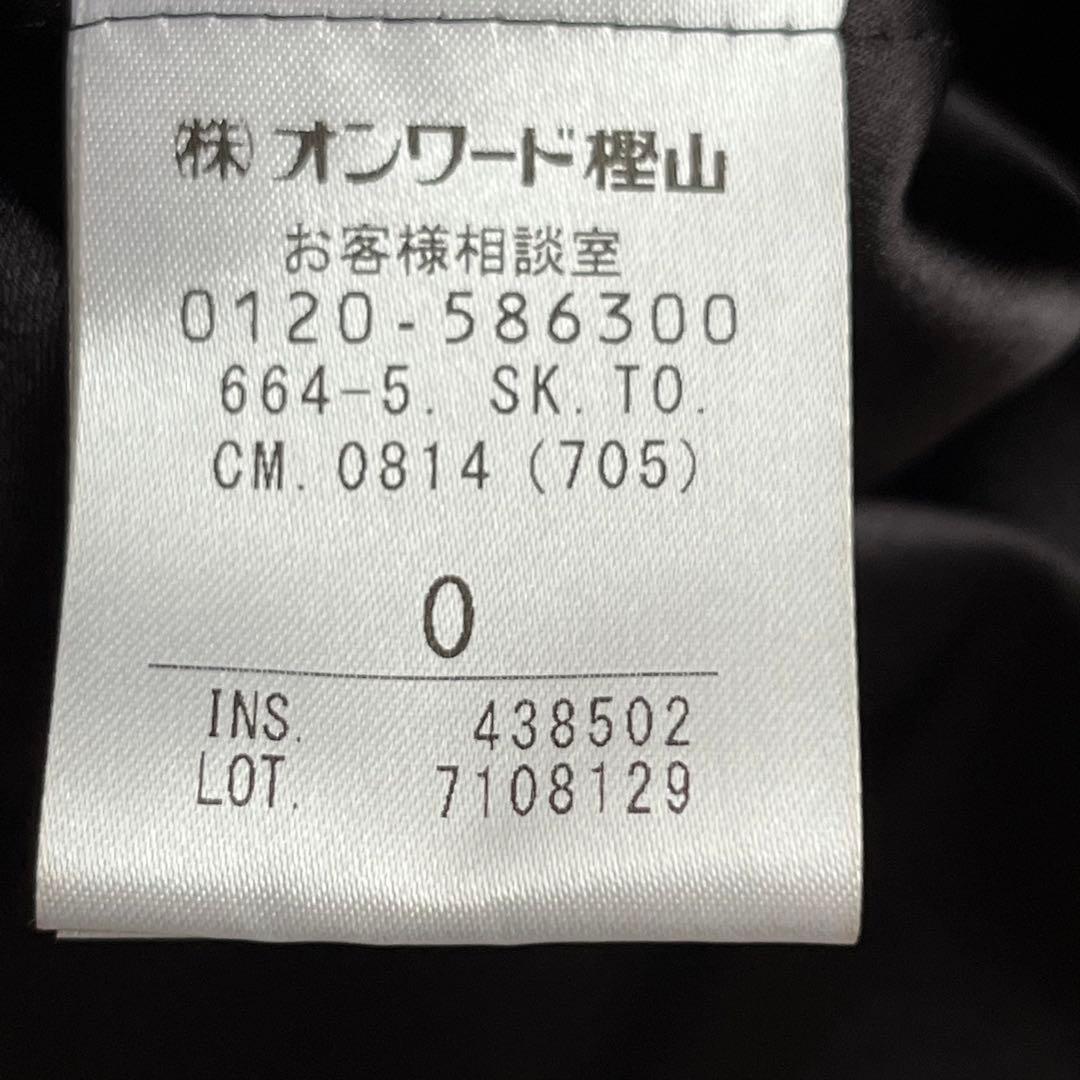 ㈱オンワード樫山
お客様相談室
0120-586300
664-5. SK. TO.
CM. 0814 (705)
0
INS. 438502
LOT. 7108129